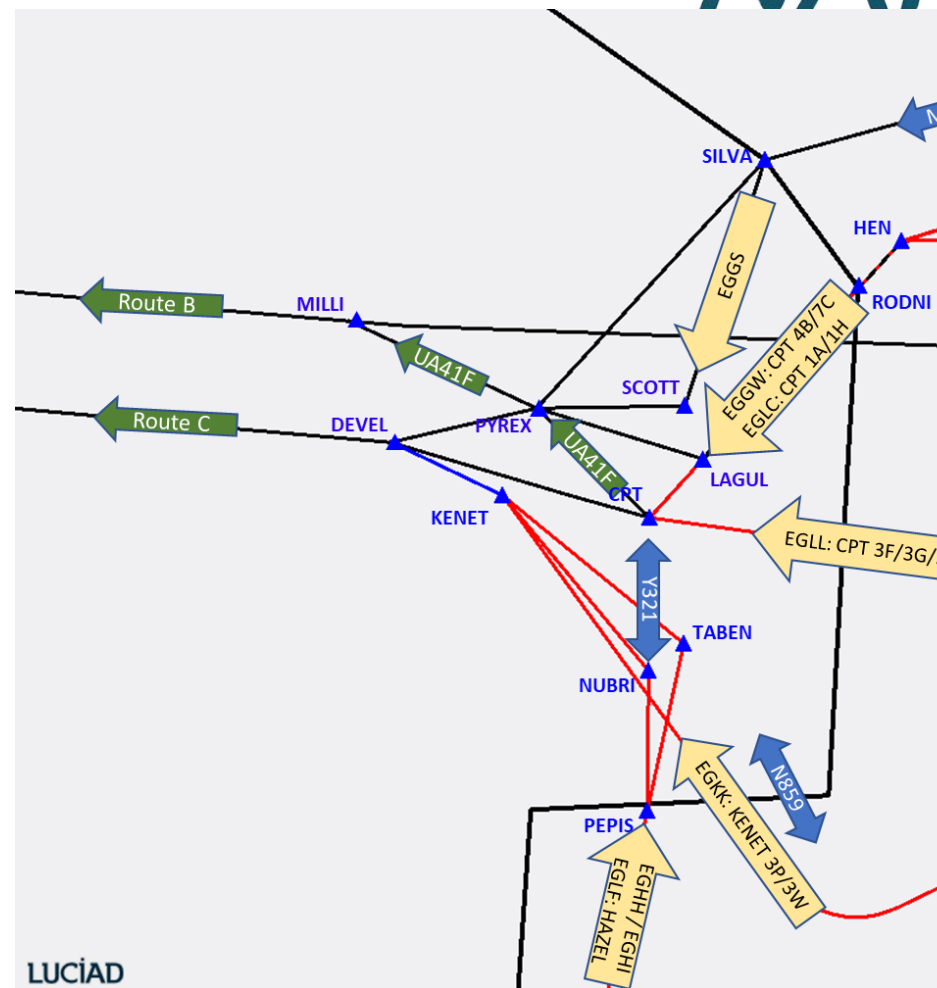 SILVA
N
HEN
EGGS
RODNI
Route B
MILLI
EGGW: CPT 4B/7C
EGLC: CPT 1A/1H
UA41F
SCOTT
Route C
DEVEL
PYREX
UA41F
LAGUL
CPT
KENET
EGLL: CPT 3F/3G/
Y321
TABEN
NUBRI
EGKK: KENET 3P/3W
N859
PEPIS
EGHH / EGHI
EGLF: HAZEL
LUCIAD